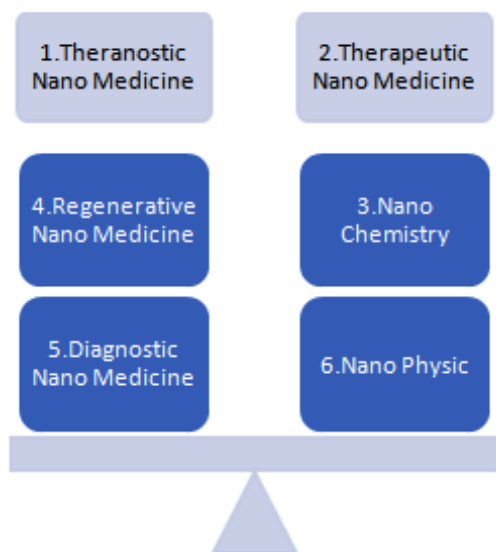 1.Theranostic
Nano Medicine
2.Therapeutic
Nano Medicine
4.Regenerative
Nano Medicine
3.Nano
Chemistry
5.Diagnostic
Nano Medicine
6.Nano Physic